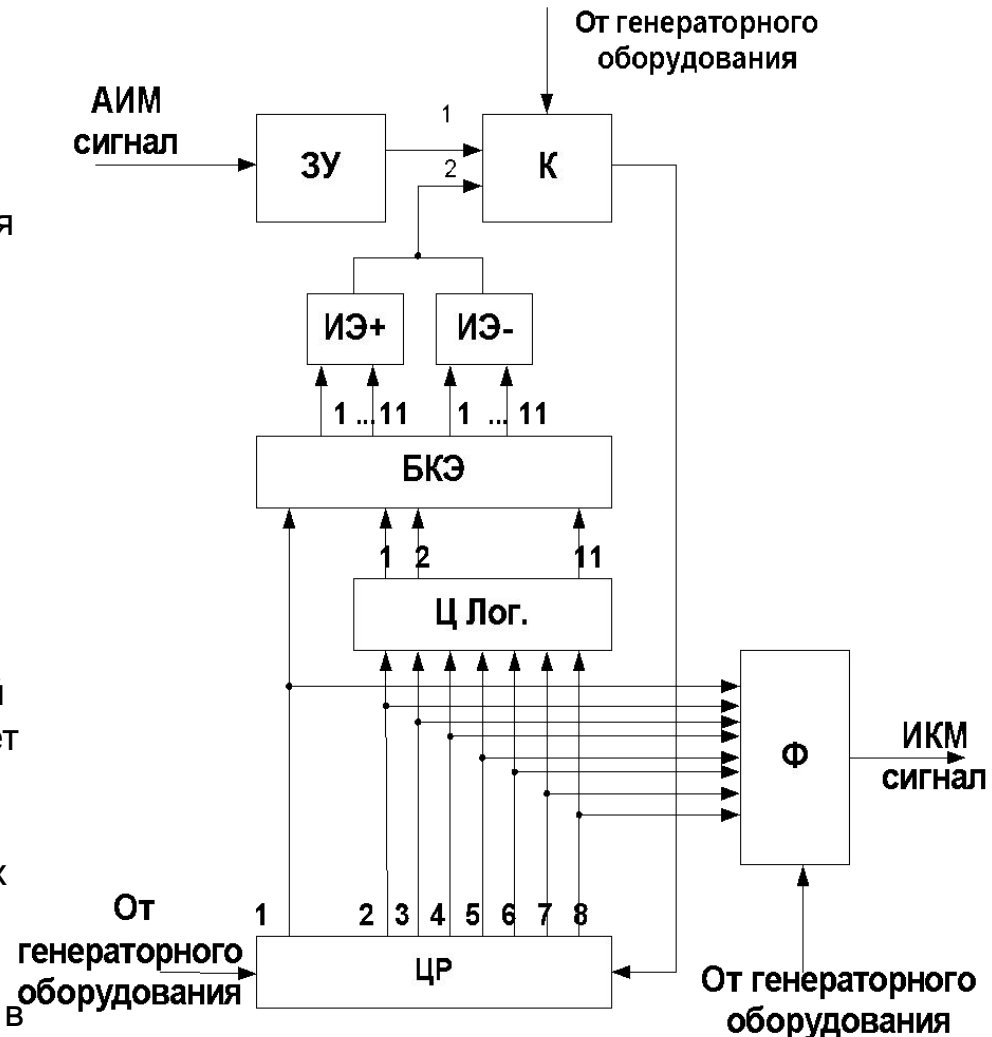 От генераторного
оборудования
АИМ
сигнал
1
ЗУ
2
К
я
ИЭ+
ИЭ-
1 ... 11
1 ... 11
БКЭ
1 2 11
Ц Лог.
й
ет
Ф
ИКМ
сигнал
х
От
генераторного
оборудования
1 2 3 4 5 6 7 8
ЦР
в
От генераторного
оборудования